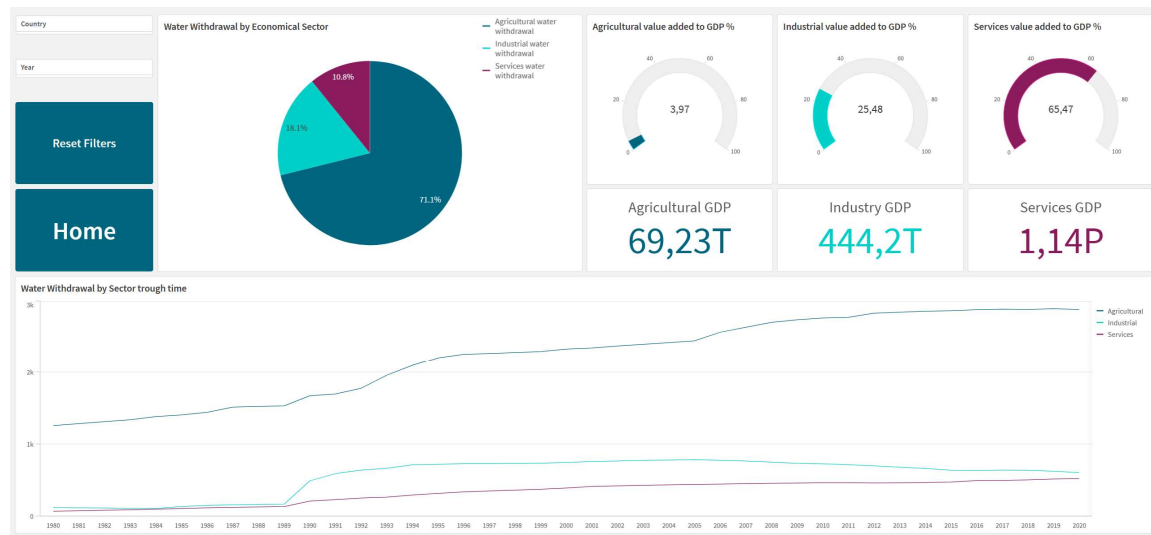 Country
Year
Reset Filters
Home
Water Withdrawal by Economical Sector
Agricultural water
withdrawal
Industrial water
withdrawal
Services water
withdrawal
10.8%
18.1%
71.1%
Agricultural value added to GDP %
0
20
40
60
80
100
3,97
Industrial value added to GDP %
0
20
40
60
80
100
25,48
Services value added to GDP %
0
20
40
60
80
100
65,47
Agricultural GDP
69,23T
Industry GDP
444,2T
Services GDP
1,14P
Water Withdrawal by Sector trough time
3k
2k
1k
0
1980 1981 1982 1983 1984 1985 1986 1987 1988 1989 1990 1991 1992 1993 1994 1995 1996 1997 1998 1999 2000 2001 2002 2003 2004 2005 2006 2007 2008 2009 2010 2011 2012 2013 2014 2015 2016 2017 2018 2019 2020
Agricultural
Industrial
Services